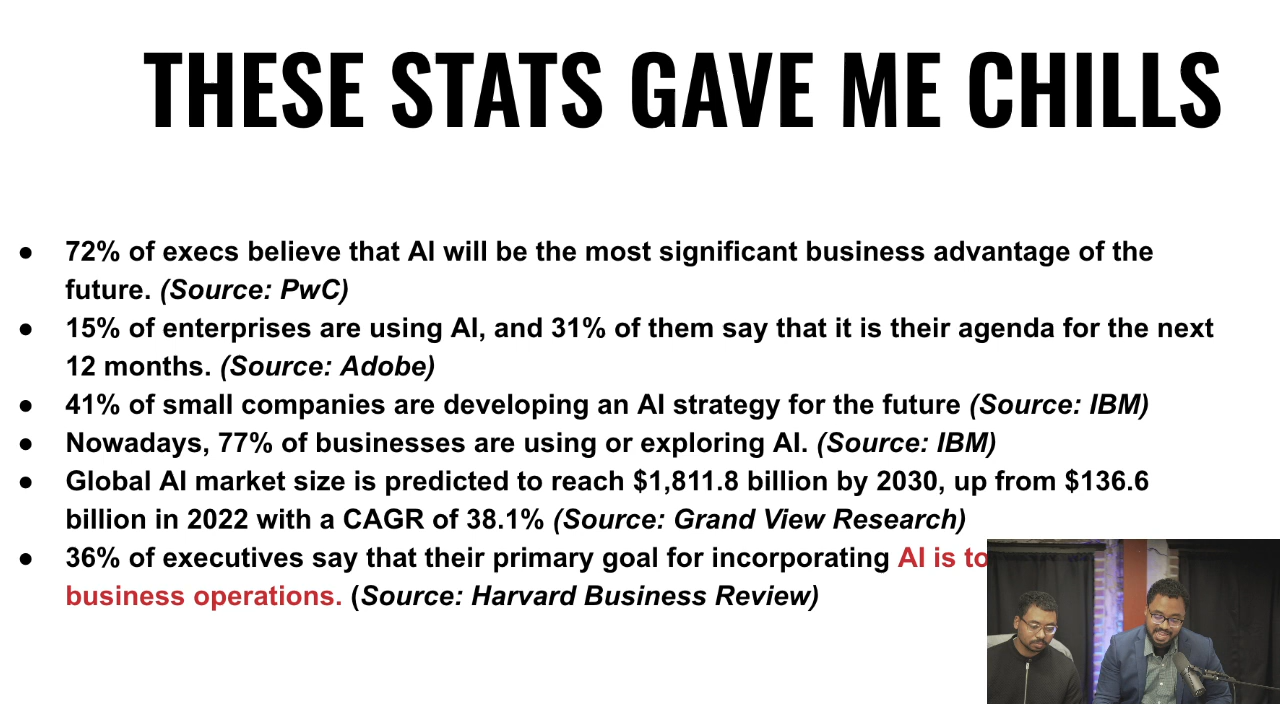 THESE STATS GAVE ME CHILLS
● 72% of execs believe that AI will be the most significant business advantage of the
future. (Source: PwC)
● 15% of enterprises are using AI, and 31% of them say that it is their agenda for the next
12 months. (Source: Adobe)
● 41% of small companies are developing an AI strategy for the future (Source: IBM)
● Nowadays, 77% of businesses are using or exploring AI. (Source: IBM)
● Global AI market size is predicted to reach $1,811.8 billion by 2030, up from $136.6
billion in 2022 with a CAGR of 38.1% (Source: Grand View Research)
● 36% of executives say that their primary goal for incorporating AI is to
business operations. (Source: Harvard Business Review)